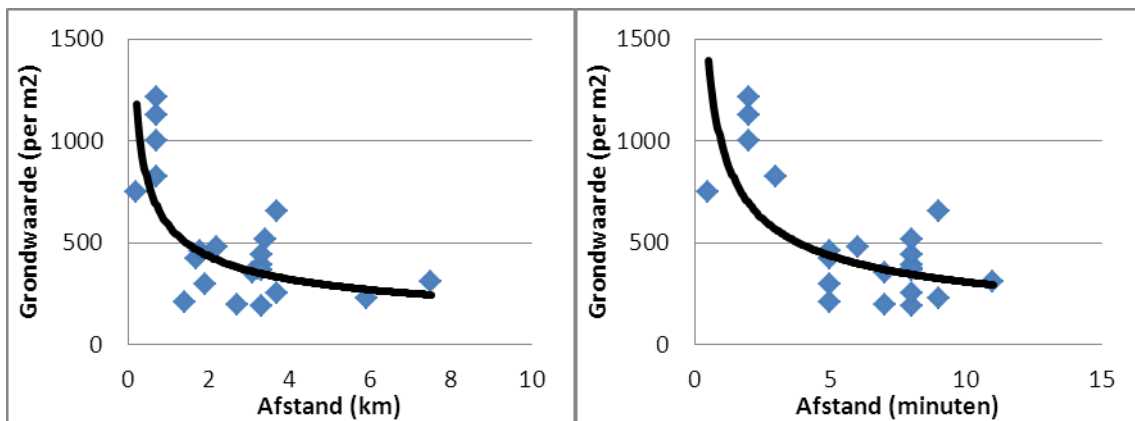 Grondwaarde (per m2)
1500
1000
500
0
0 2 4 6 8 10
Afstand (km)
Grondwaarde (per m2)
1500
1000
500
0
0 5 10 15
Afstand (minuten)